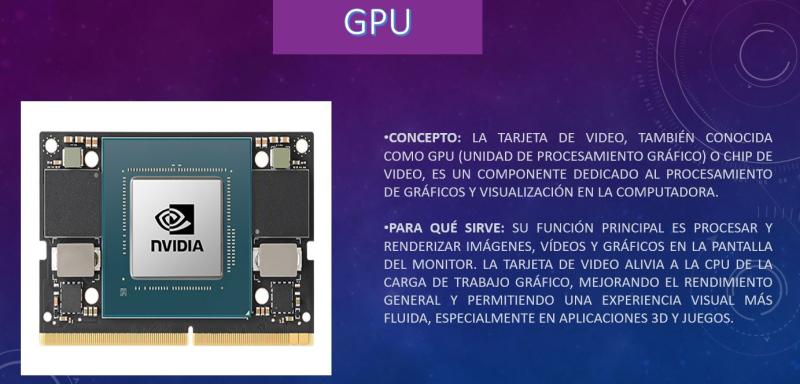 GPU
NVIDIA
•CONCEPTO: LA TARJETA DE VIDEO, TAMBIÉN CONOCIDA
COMO GPU (UNIDAD DE PROCESAMIENTO GRÁFICO) O CHIP DE
VIDEO, ES UN COMPONENTE DEDICADO AL PROCESAMIENTO
DE GRÁFICOS Y VISUALIZACIÓN EN LA COMPUTADORA.
•PARA QUÉ SIRVE: SU FUNCIÓN PRINCIPAL ES PROCESAR Y
RENDERIZAR IMÁGENES, VÍDEOS Y GRÁFICOS EN LA PANTALLA
DEL MONITOR. LA TARJETA DE VIDEO ALIVIA A LA CPU DE LA
CARGA DE TRABAJO GRÁFICO, MEJORANDO EL RENDIMIENTO
GENERAL Y PERMITIENDO UNA EXPERIENCIA VISUAL MÁS
FLUIDA, ESPECIALMENTE EN APLICACIONES 3D Y JUEGOS.